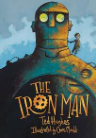 THE IRON MAN
Ted Hughes
Illustrated by Chris Mould